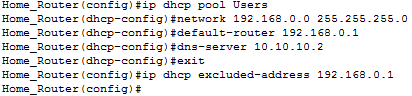 Home_Router(config)#ip dhcp pool Users
Home_Router(dhcp-config)#network 192.168.0.0 255.255.255.0
Home_Router(dhcp-config)#default-router 192.168.0.1
Home_Router(dhcp-config)#dns-server 10.10.10.2
Home_Router(dhcp-config)#exit
Home_Router(config)#ip dhcp excluded-address 192.168.0.1
Home_Router(config)#